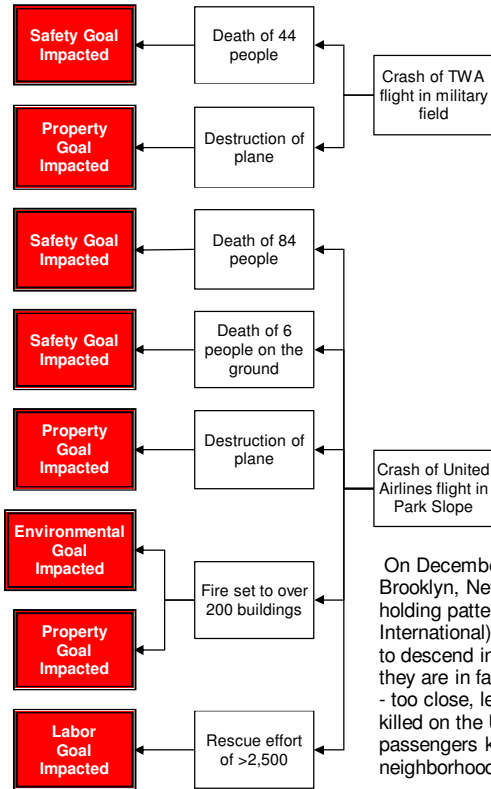 Safety Goal
Impacted
Death of 44
people
Crash of TWA
flight in military
field
Property
Goal
Impacted
Destruction of
plane
Safety Goal
Impacted
Death of 84
people
Safety Goal
Impacted
Death of 6
people on the
ground
Property
Goal
Impacted
Destruction of
plane
Crash of United
Airlines flight in
Park Slope
Environmental
Goal
Impacted
Fire set to over
200 buildings
Property
Goal
Impacted
Labor
Goal
Impacted
Rescue effort
of >2,500
On Decembe
Brooklyn, Ne
holding patte
International)
to descend in
they are in fa
- too close, le
killed on the U
passengers k
neighborhood